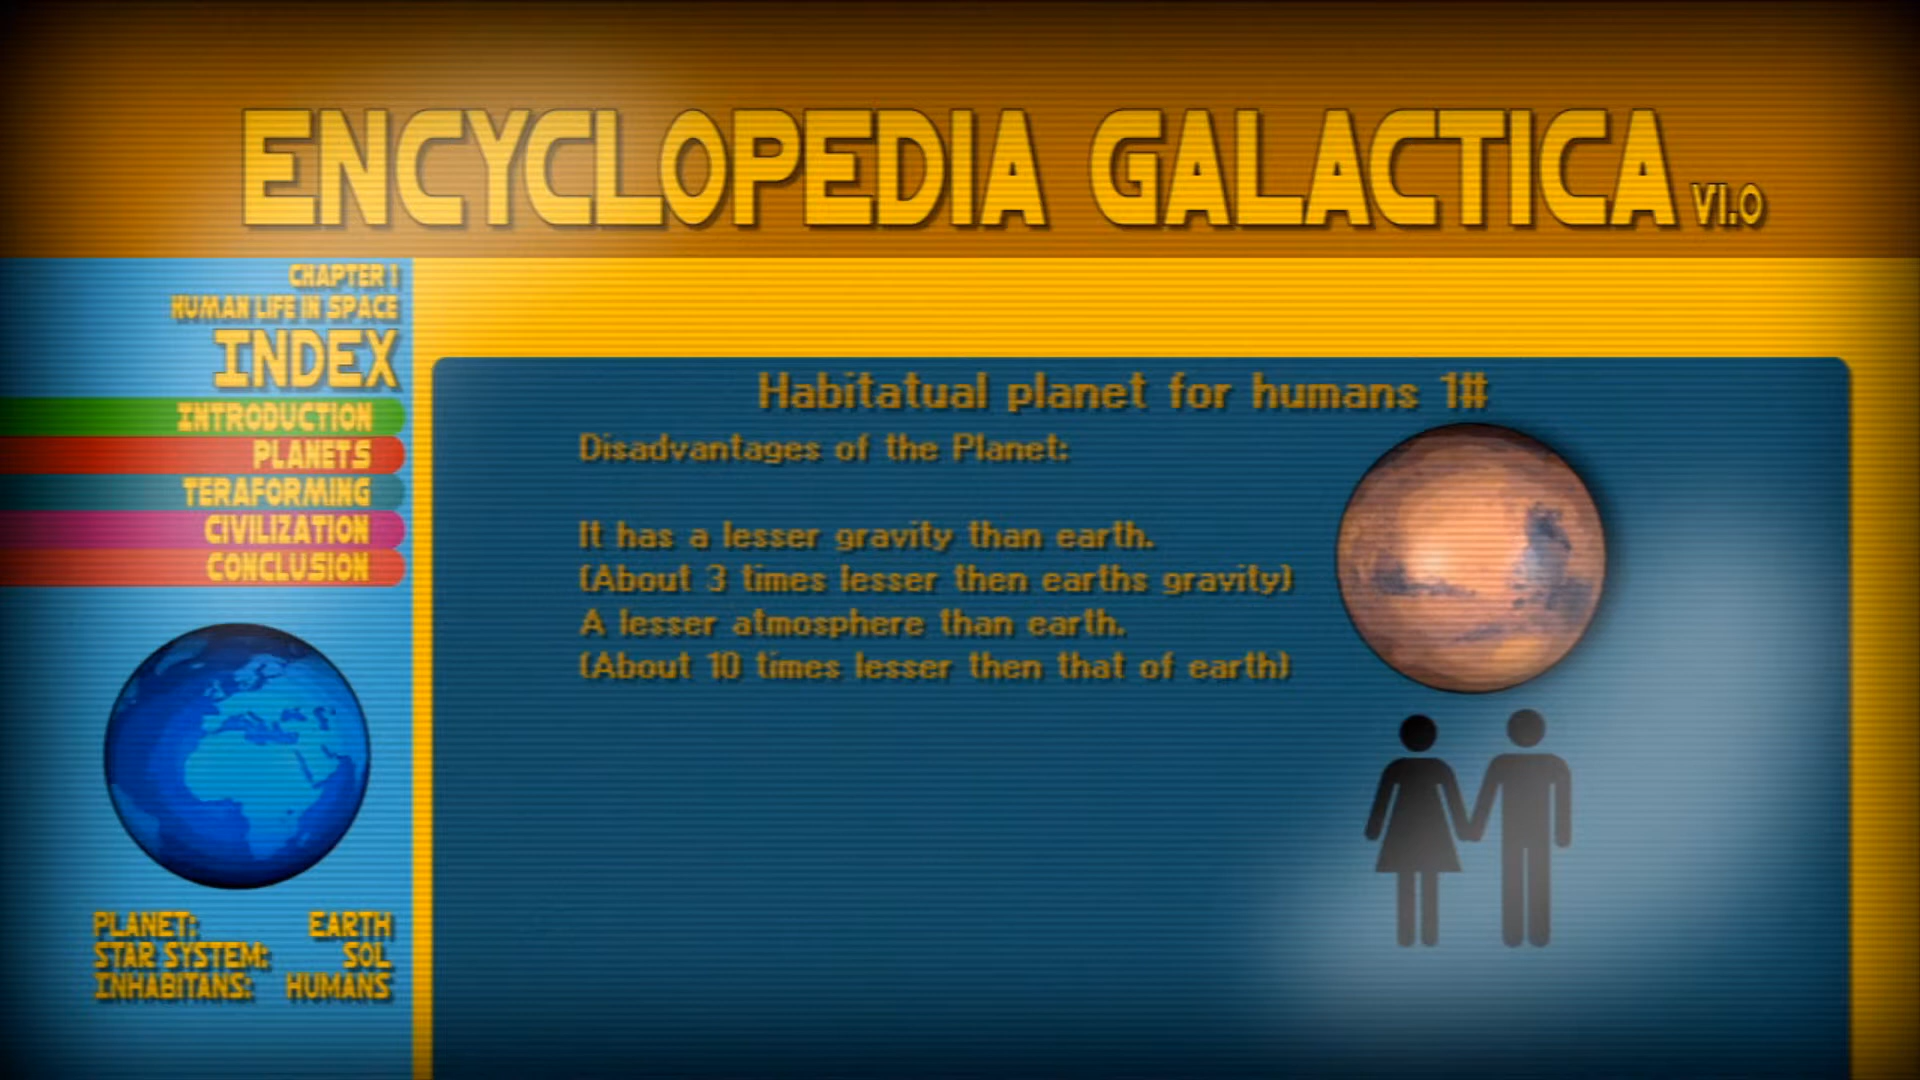 ENCYCLOPEDIA GALACTICA V1.0
CHAPTER 1
HUMAN LIFE IN SPACE
INDEX
INTRODUCTION
PLANETS
TERAFORMING
CIVILIZATION
CONCLUSION
PLANET: EARTH
STAR SYSTEM: SOL
INHABITANS: HUMANS
Habitatual planet for humans 1#
Disadvantages of the Planet:
It has a lesser gravity than earth.
(About 3 times lesser then earths gravity)
A lesser atmosphere than earth.
(About 10 times lesser then that of earth)